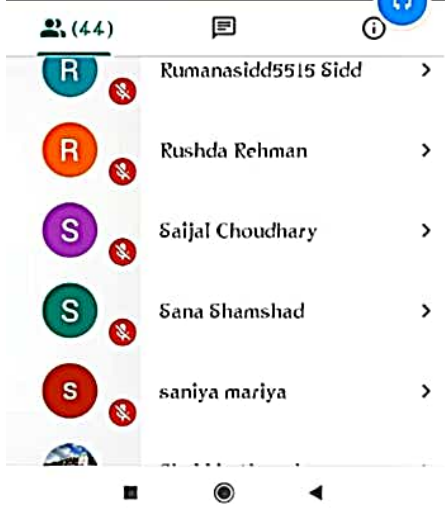 (44)
R Rumanasidd5515 Sidd
R Rushda Rehman
S Saijal Choudhary
S Sana Shamshad
s saniya mariya